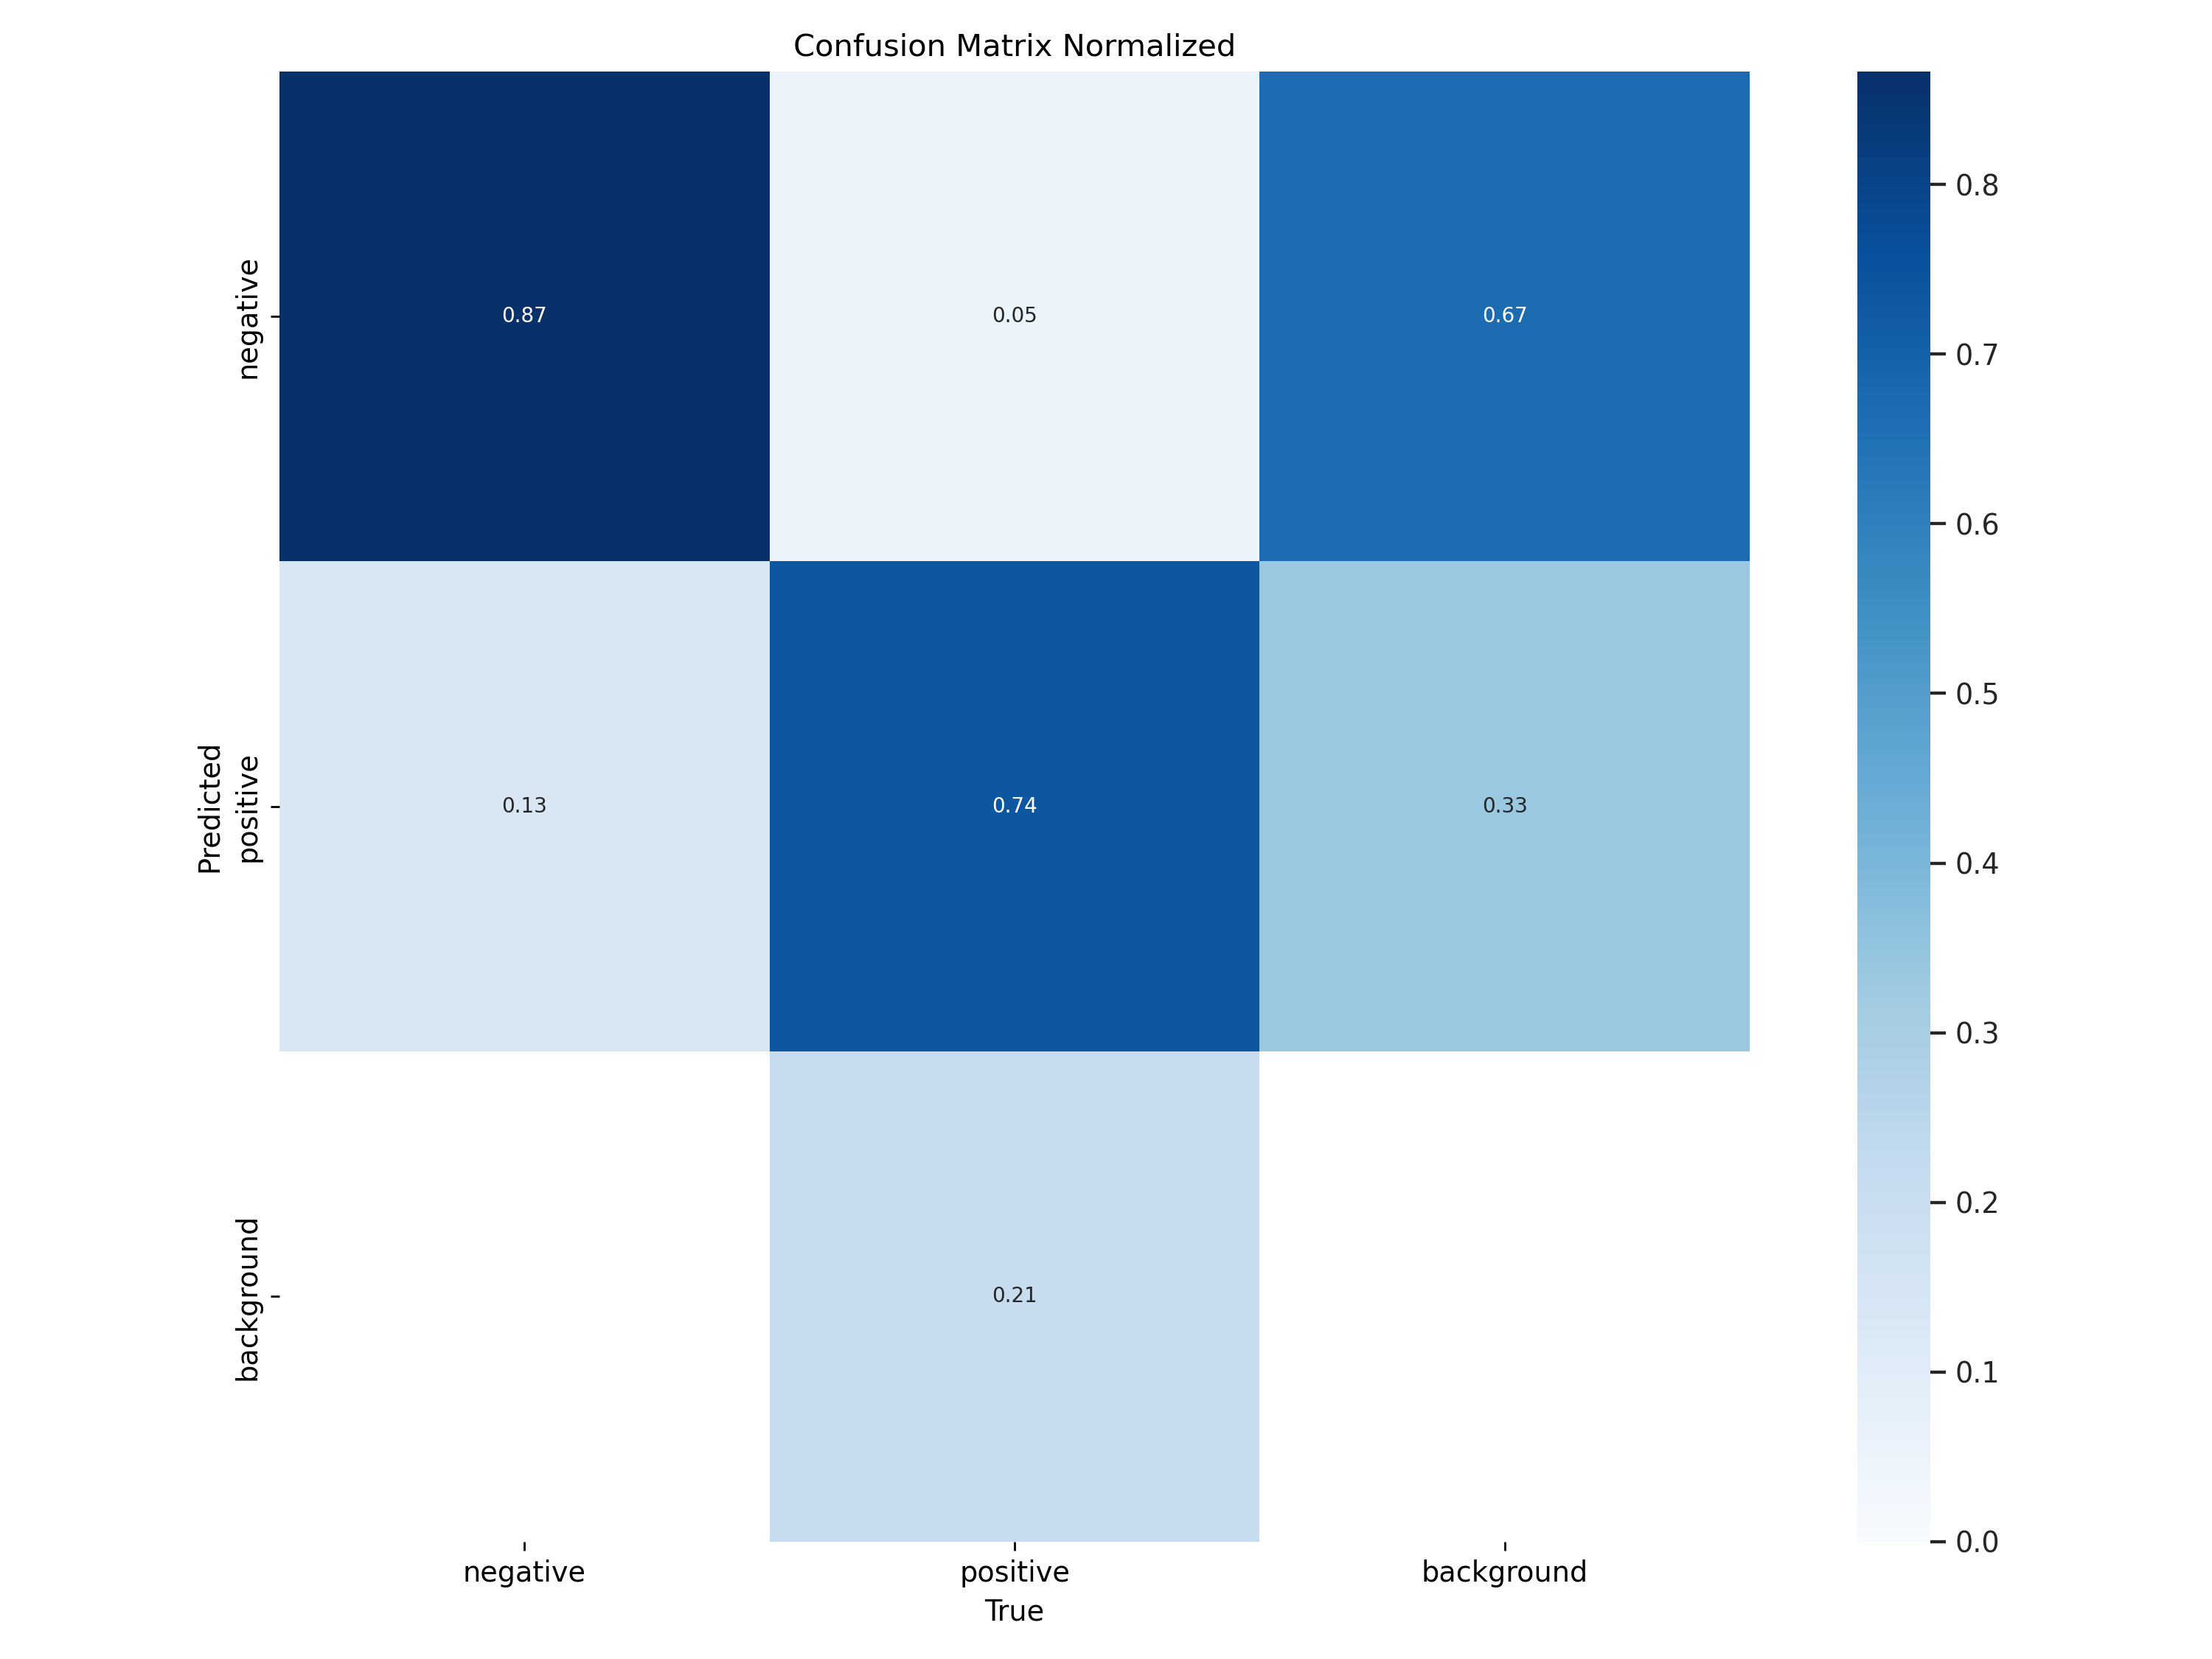 Confusion Matrix Normalized
negative
0.87
0.05
0.67
0.8
0.7
0.6
0.5
Predicted
positive
0.13
0.74
0.33
0.4
0.3
background
0.21
0.2
0.1
0.0
negative
positive
background
True